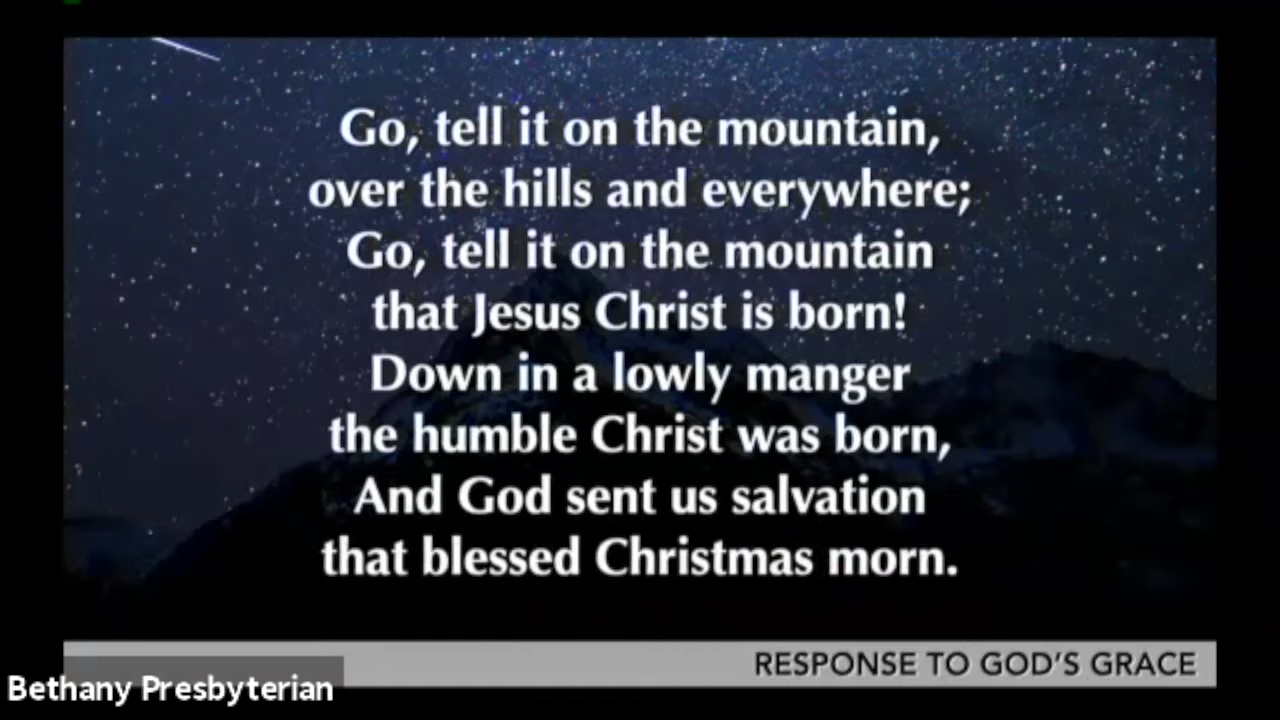 Go, tell it on the mountain,
over the hills and everywhere;
Go, tell it on the mountain
that Jesus Christ is born!
Down in a lowly manger
the humble Christ was born,
And God sent us salvation
that blessed Christmas morn.
RESPONSE TO GOD'S GRACE
Bethany Presbyterian